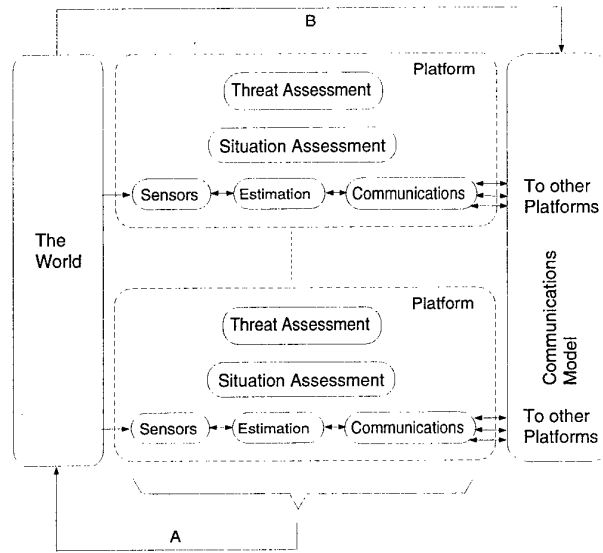 B
Platform
Threat Assessment
Situation Assessment
Sensors
Estimation
Communications
To other
Platforms
The
World
Platform
Threat Assessment
Situation Assessment
Communications
Model
Sensors
Estimation
Communications
To other
Platforms
A